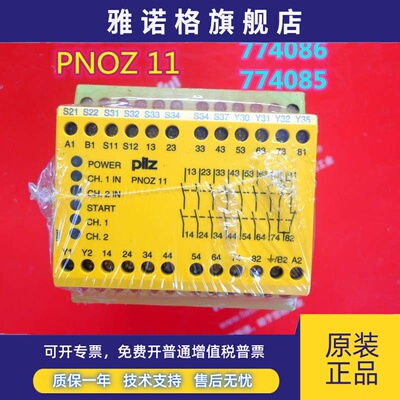 雅诺格旗舰店
PNOZ 11
774086
774085
S21 S22 S31 S32 S33 S34 S34 S37 Y30 Y31 Y32 Y35
A1 B1 S11 S12 13 23 33 43 53 63 73 81
POWER
CH. 1 IN
CH. 2 IN
START
CH. 1
CH. 2
pilz
PNOZ 11
13 23 33 43 53 63
14 24 34 44 54 64 74 82
Y1 Y2 14 24 34 44 54 64 74 82 ⏚/B2 A2
可开专票，免费开普通增值税普票
质保一年 技术支持 售后无忧
原装
正品